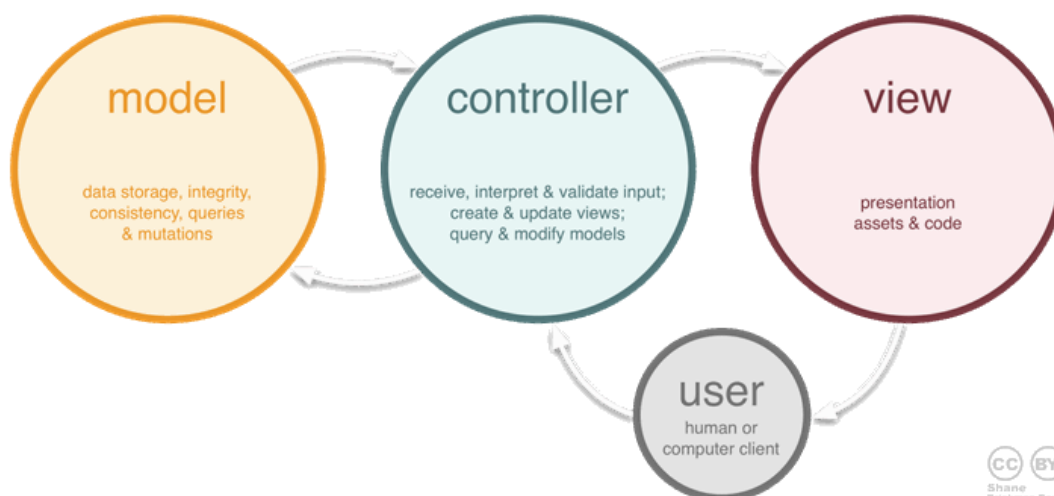 model
data storage, integrity,
consistency, queries
& mutations
controller
receive, interpret & validate input;
create & update views;
query & modify models
view
presentation
assets & code
user
human or
computer client
CC BY
Shane